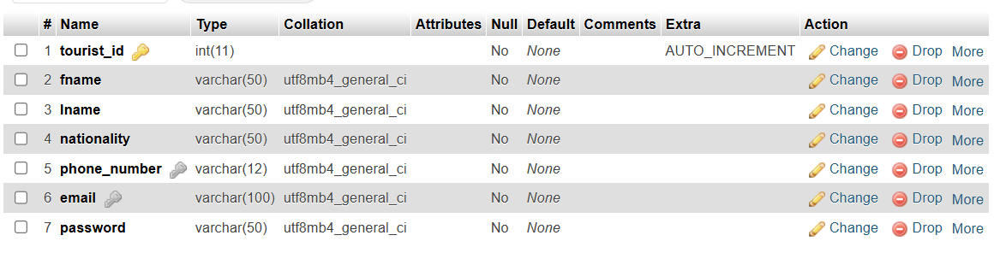 # Name Type Collation Attributes Null Default Comments Extra Action
1 tourist_id int(11) No None AUTO_INCREMENT Change Drop More
2 fname varchar(50) utf8mb4_general_ci No None Change Drop More
3 lname varchar(50) utf8mb4_general_ci No None Change Drop More
4 nationality varchar(50) utf8mb4_general_ci No None Change Drop More
5 phone_number varchar(12) utf8mb4_general_ci No None Change Drop More
6 email varchar(100) utf8mb4_general_ci No None Change Drop More
7 password varchar(50) utf8mb4_general_ci No None Change Drop More